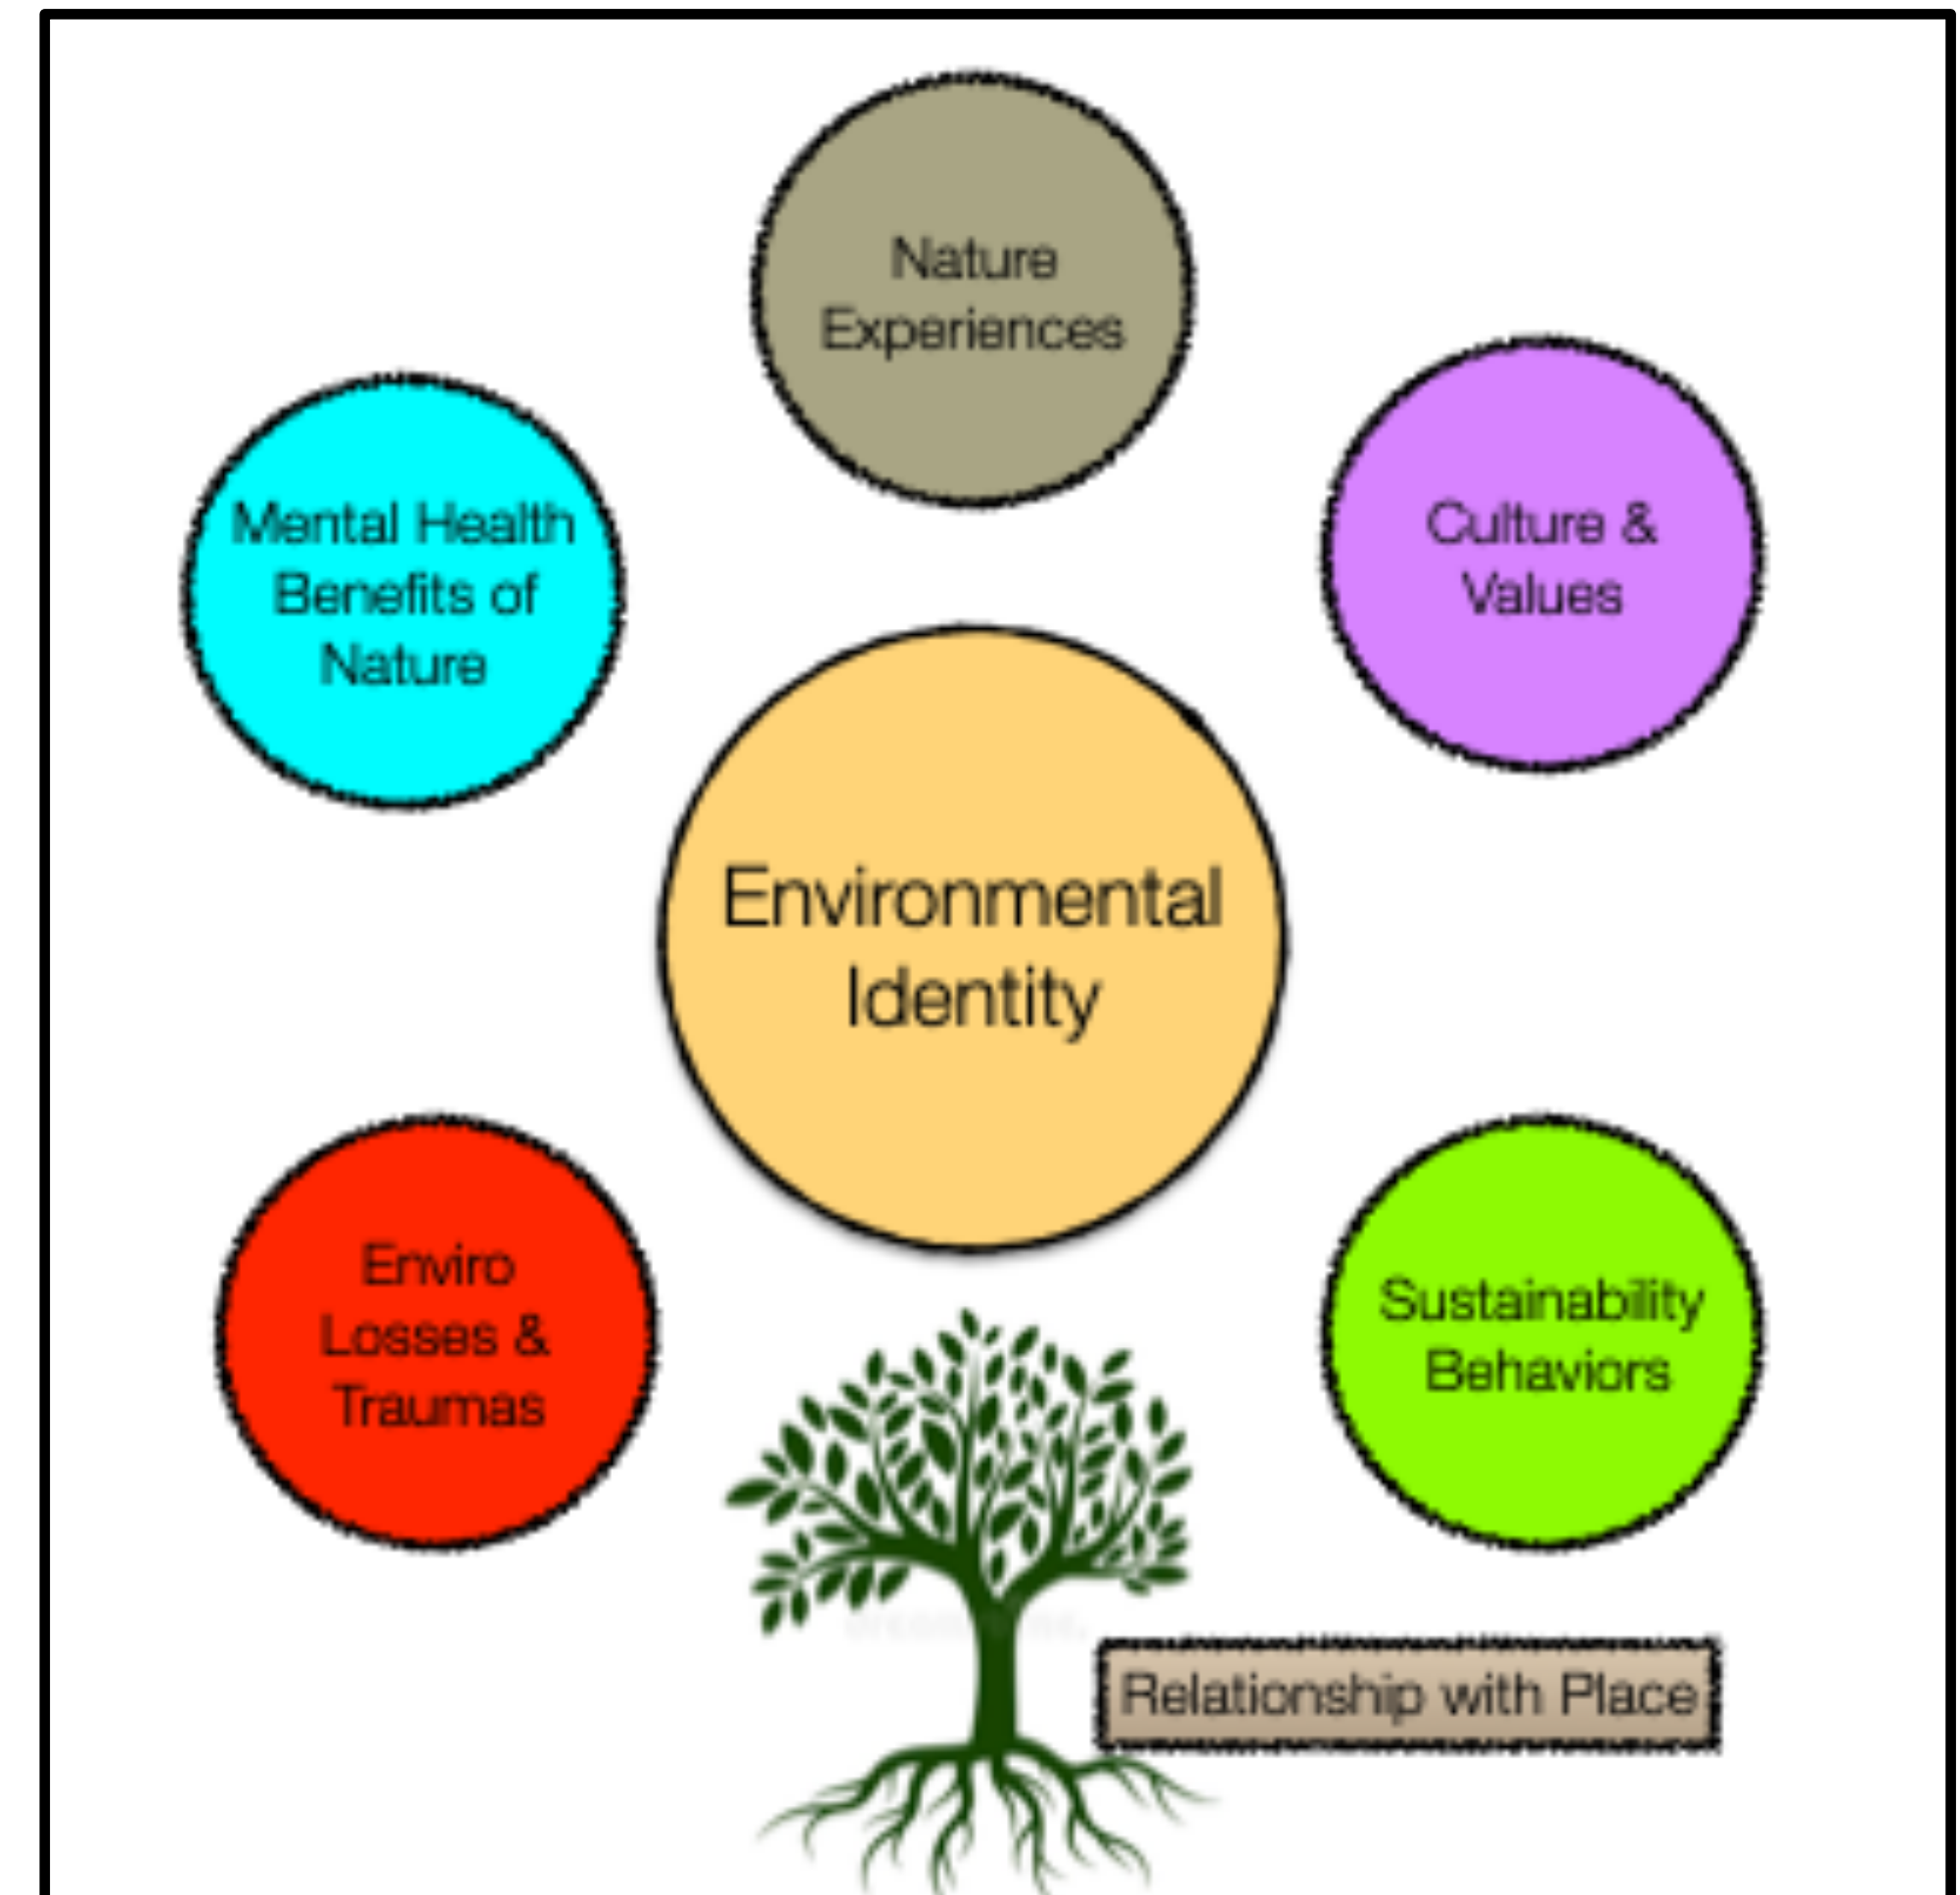 Nature
Experiences
Mental Health
Benefits of
Nature
Culture &
Values
Environmental
Identity
Enviro
Losses &
Traumas
Sustainability
Behaviors
Relationship with Place